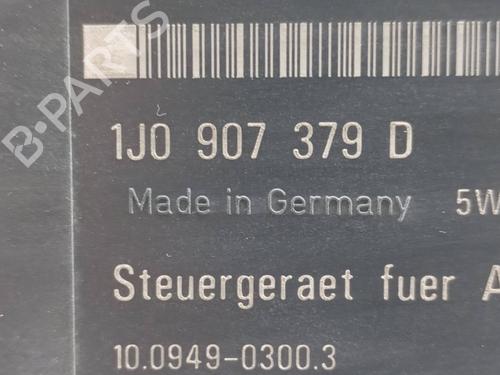 B-PARTS
1J0 907 379 D
Made in Germany 5W
Steuergeraet fuer A
10.0949-0300.3